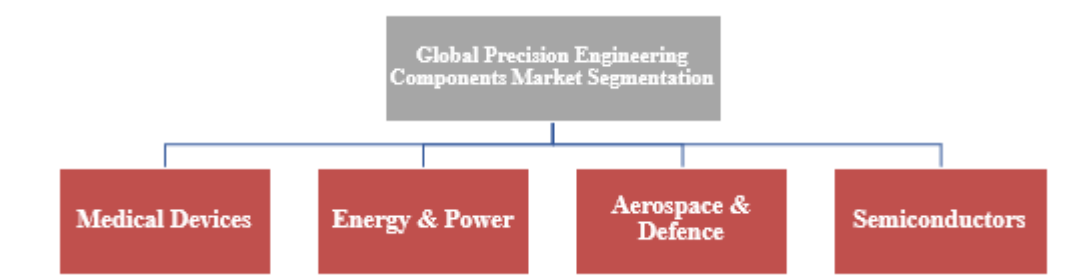 Global Precision Engineering
Components Market Segmentation
Medical Devices
Energy & Power
Aerospace &
Defence
Semiconductors